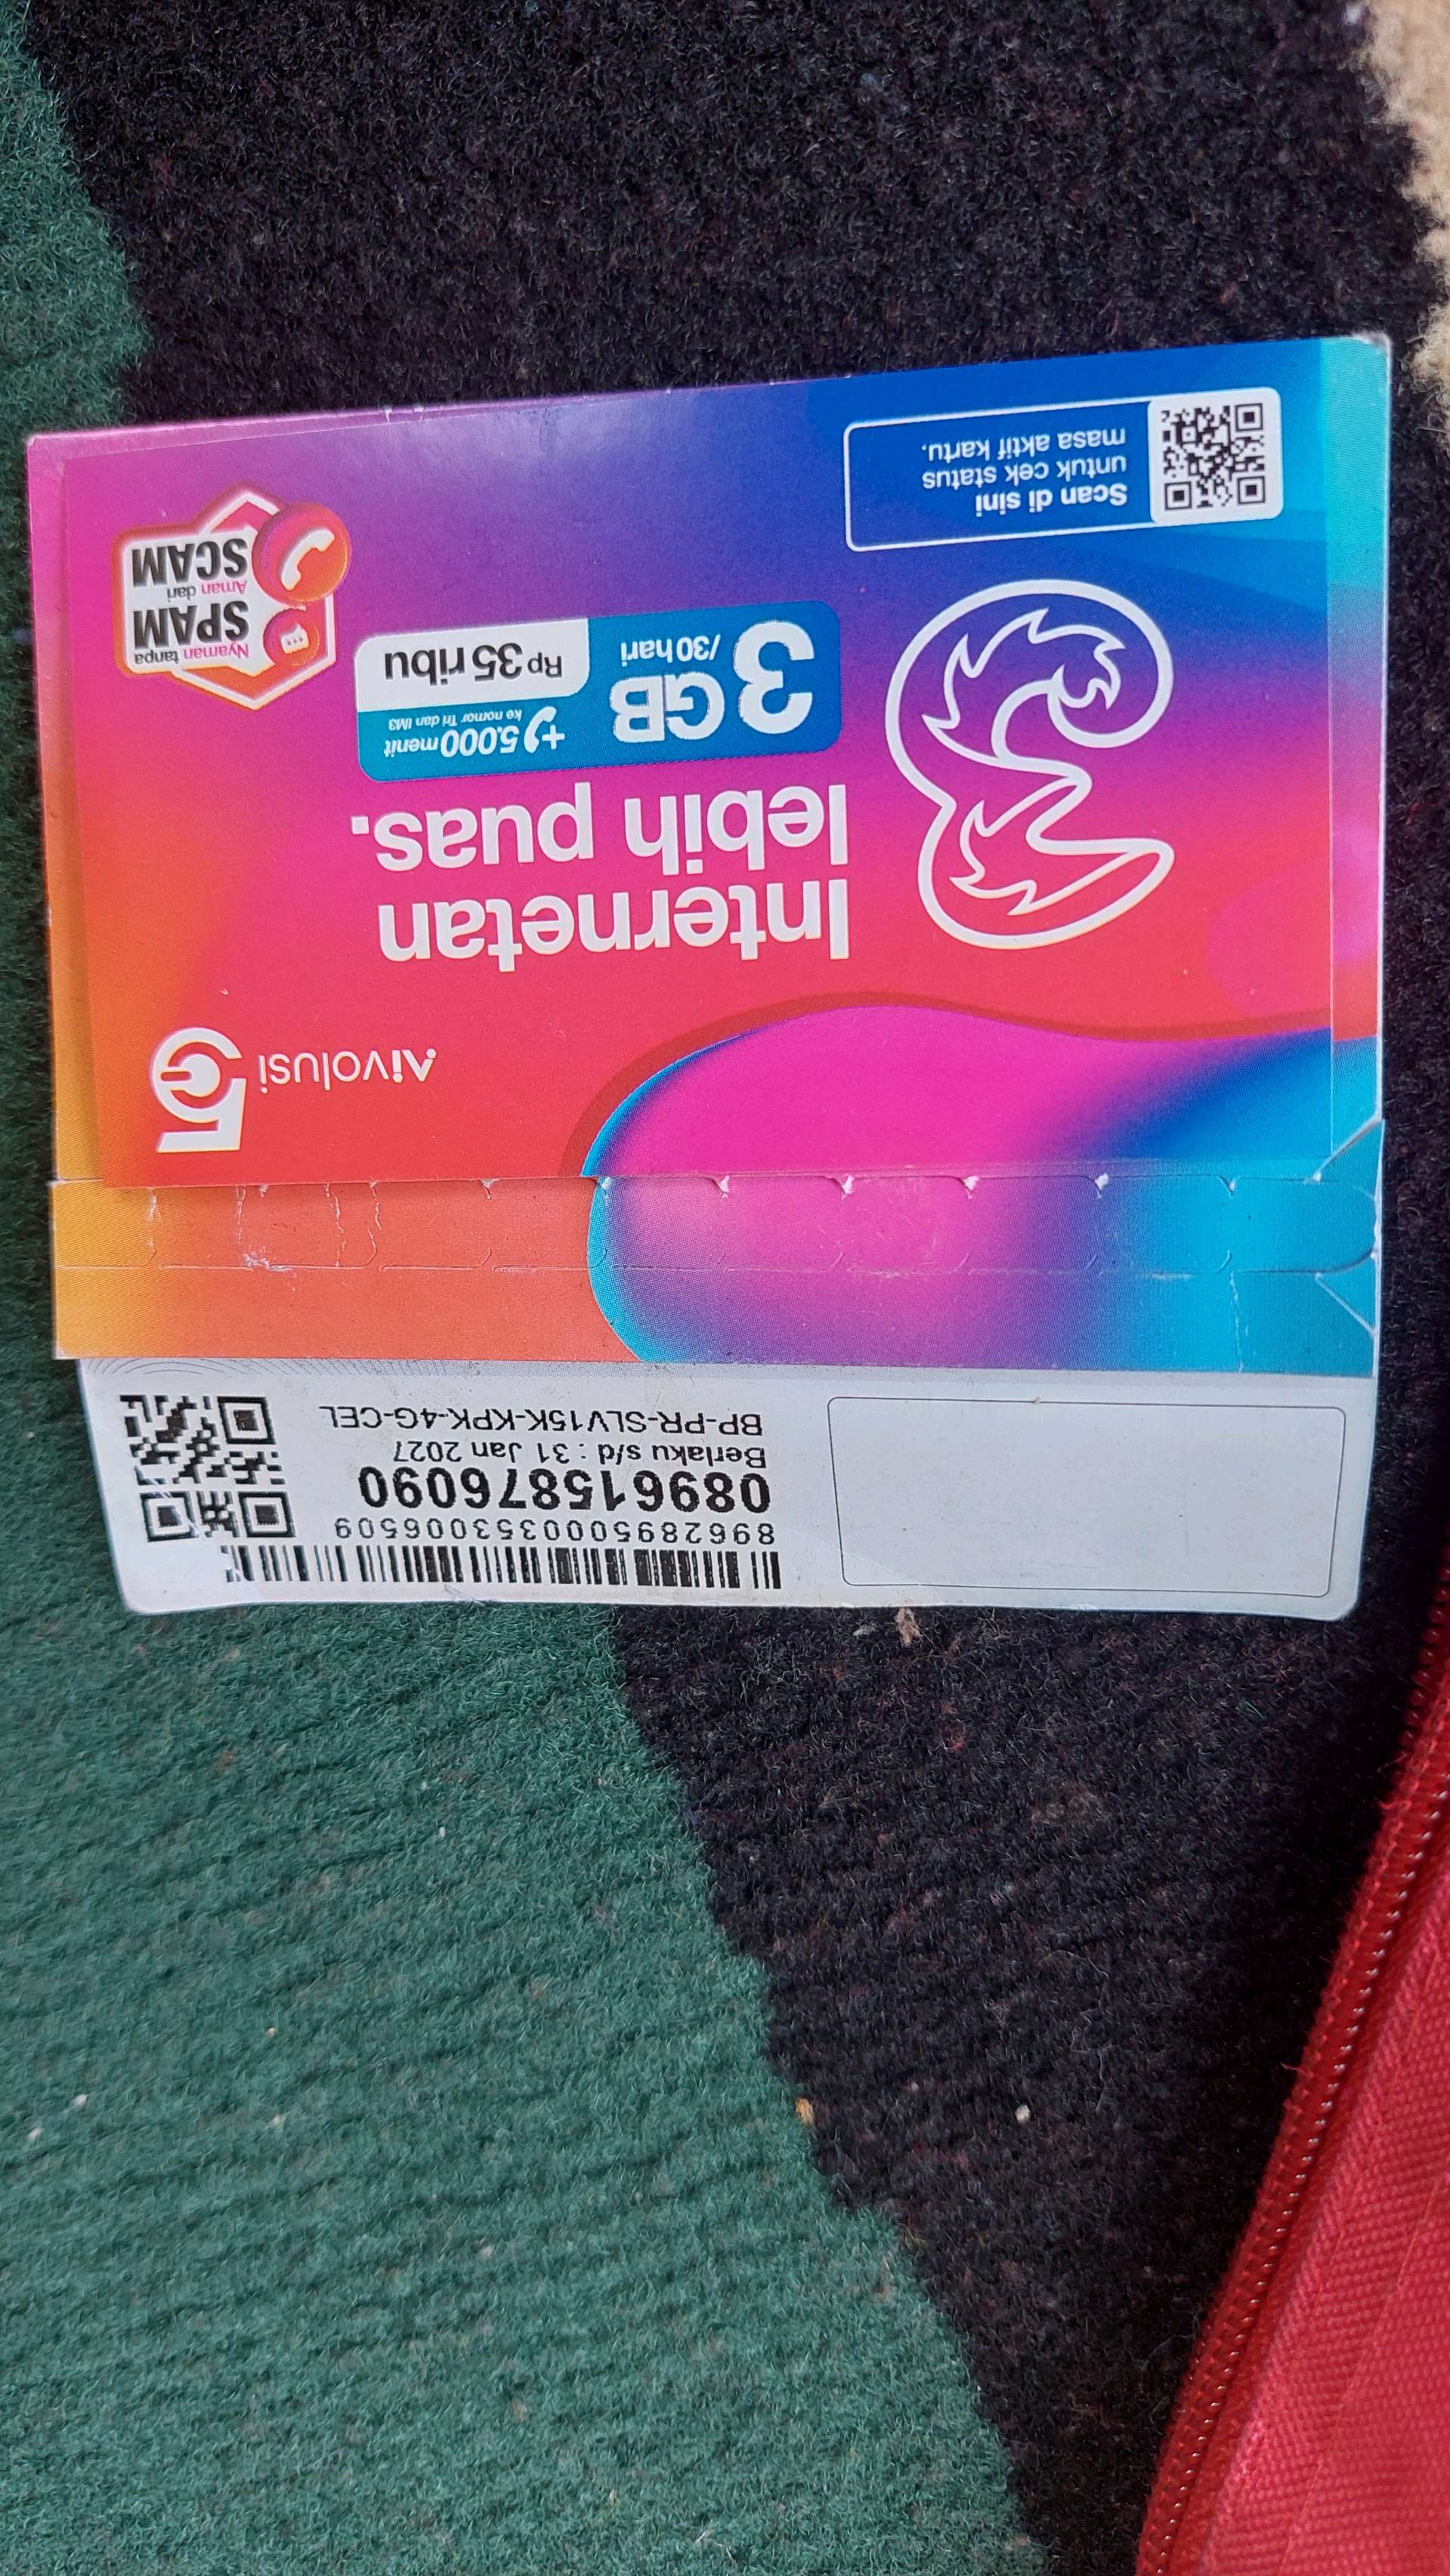 8962895000353006509
089615876090
Berlaku s/d : 31 Jan 2027
BP-PR-SLV15K-KPK-4G-CEL
Aivolusi 5G
Internetan
lebih puas.
3 GB
/30 hari
+ 5.000 menit
ke nomor Tri dan IM3
Rp 35 ribu
Nyaman tanpa
SPAM
Aman dari
SCAM
Scan di sini
untuk cek status
masa aktif kartu.